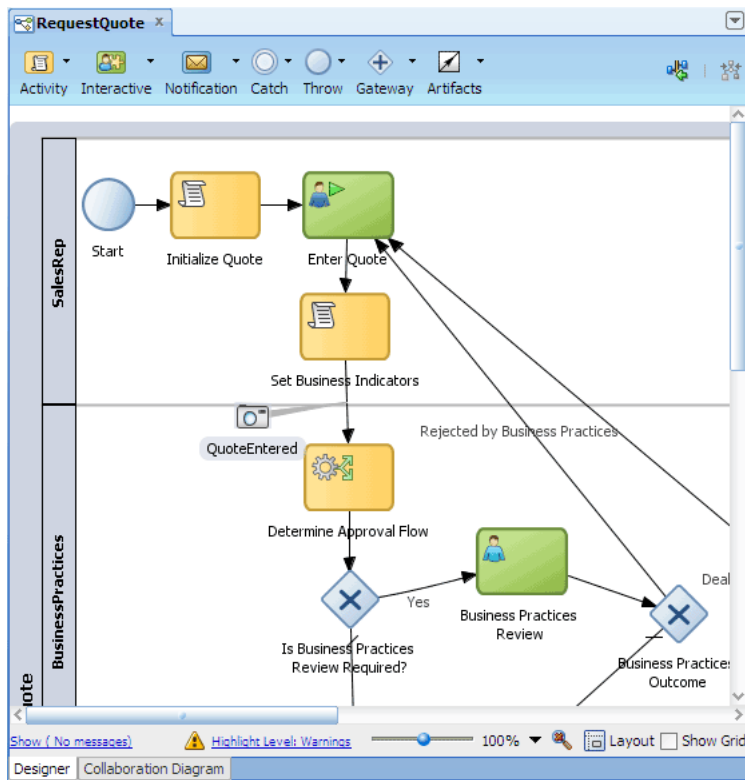 RequestQuote
Activity Interactive Notification Catch Throw Gateway Artifacts
SalesRep
Start
Initialize Quote
Enter Quote
Set Business Indicators
QuoteEntered
Rejected by Business Practices
BusinessPractices
Determine Approval Flow
Yes
Business Practices
Review
Deal
Is Business Practices
Review Required?
Business Practices
Outcome
uote
Show ( No messages) Highlight Level: Warnings 100% Layout Show Grid
Designer Collaboration Diagram